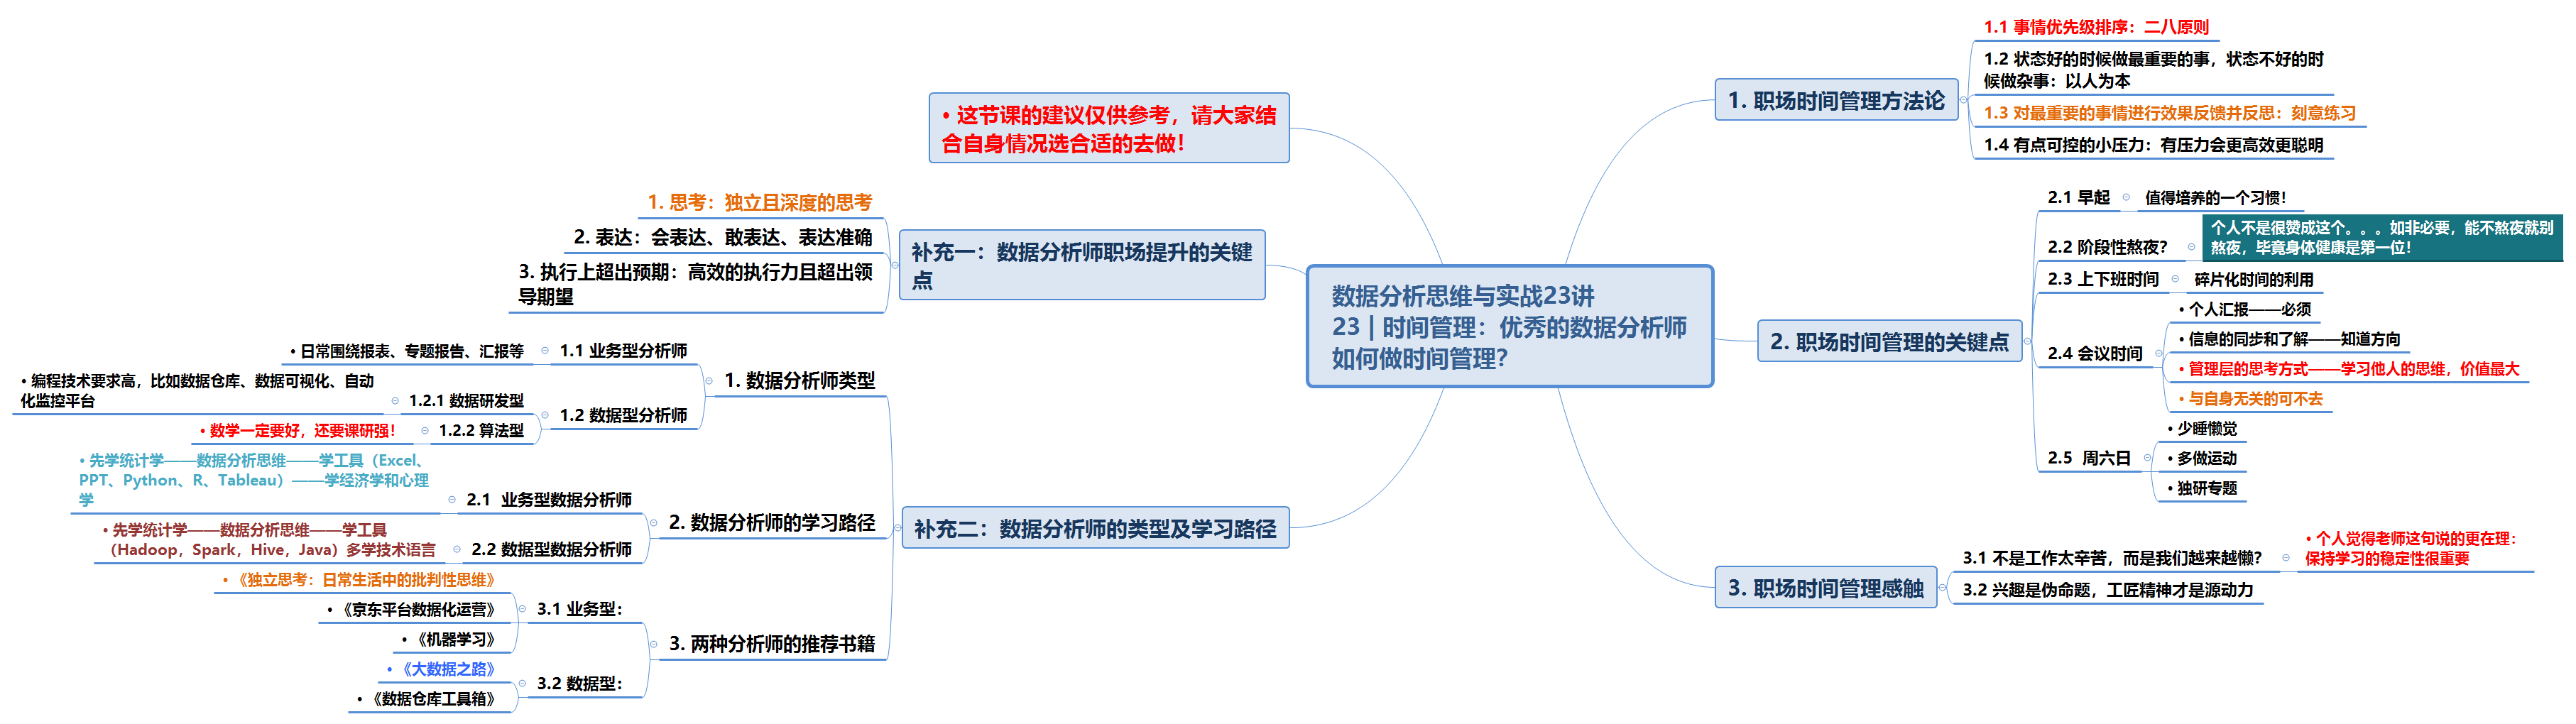 数据分析思维与实战23讲
23 | 时间管理：优秀的数据分析师
如何做时间管理？
1. 职场时间管理方法论
1.1 事情优先级排序：二八原则
1.2 状态好的时候做最重要的事，状态不好的时
候做杂事：以人为本
1.3 对最重要的事情进行效果反馈并反思：刻意练习
1.4 有点可控的小压力：有压力会更高效更聪明
2. 职场时间管理的关键点
2.1 早起
值得培养的一个习惯！
2.2 阶段性熬夜？
个人不是很赞成这个。。。如非必要，能不熬夜就别
熬夜，毕竟身体健康是第一位！
2.3 上下班时间
碎片化时间的利用
2.4 会议时间
• 个人汇报——必须
• 信息的同步和了解——知道方向
• 管理层的思考方式——学习他人的思维，价值最大
• 与自身无关的可不去
2.5 周六日
• 少睡懒觉
• 多做运动
• 独研专题
3. 职场时间管理感触
3.1 不是工作太辛苦，而是我们越来越懒？
• 个人觉得老师这句说的更在理：
保持学习的稳定性很重要
3.2 兴趣是伪命题，工匠精神才是源动力
• 这节课的建议仅供参考，请大家结
合自身情况选合适的去做！
补充一：数据分析师职场提升的关键
点
1. 思考：独立且深度的思考
2. 表达：会表达、敢表达、表达准确
3. 执行上超出预期：高效的执行力且超出领
导期望
补充二：数据分析师的类型及学习路径
1. 数据分析师类型
1.1 业务型分析师
• 日常围绕报表、专题报告、汇报等
1.2 数据型分析师
1.2.1 数据研发型
• 编程技术要求高，比如数据仓库、数据可视化、自动
化监控平台
1.2.2 算法型
• 数学一定要好，还要课研强！
2. 数据分析师的学习路径
2.1 业务型数据分析师
• 先学统计学——数据分析思维——学工具（Excel、
PPT、Python、R、Tableau）——学经济学和心理
学
2.2 数据型数据分析师
• 先学统计学——数据分析思维——学工具
（Hadoop，Spark，Hive，Java）多学技术语言
3. 两种分析师的推荐书籍
3.1 业务型：
• 《独立思考：日常生活中的批判性思维》
• 《京东平台数据化运营》
• 《机器学习》
3.2 数据型：
• 《大数据之路》
• 《数据仓库工具箱》